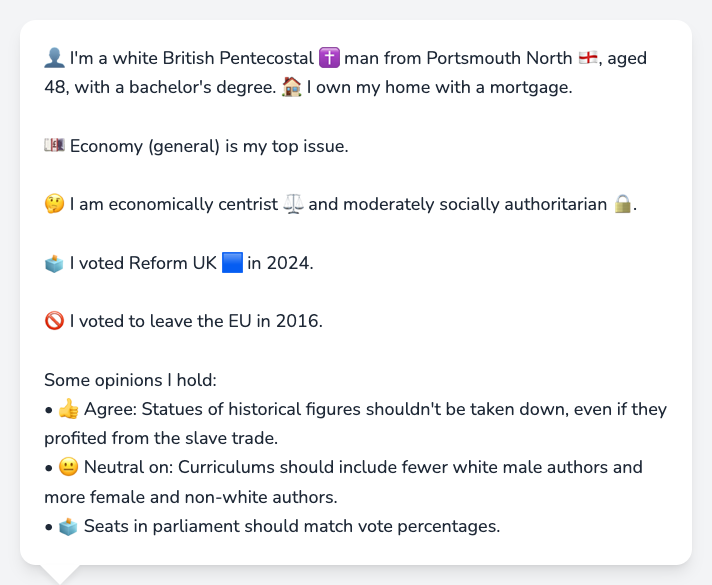 👤 I'm a white British Pentecostal ✝️ man from Portsmouth North 🏴󠁧󠁢󠁥󠁮󠁧󠁿, aged
48, with a bachelor's degree. 🏠 I own my home with a mortgage.
💷 Economy (general) is my top issue.
🤔 I am economically centrist ⚖️ and moderately socially authoritarian 🔒.
🗳️ I voted Reform UK 🟦 in 2024.
🚫 I voted to leave the EU in 2016.
Some opinions I hold:
• 👍 Agree: Statues of historical figures shouldn't be taken down, even if they
profited from the slave trade.
• 😐 Neutral on: Curriculums should include fewer white male authors and
more female and non-white authors.
• 🗳️ Seats in parliament should match vote percentages.